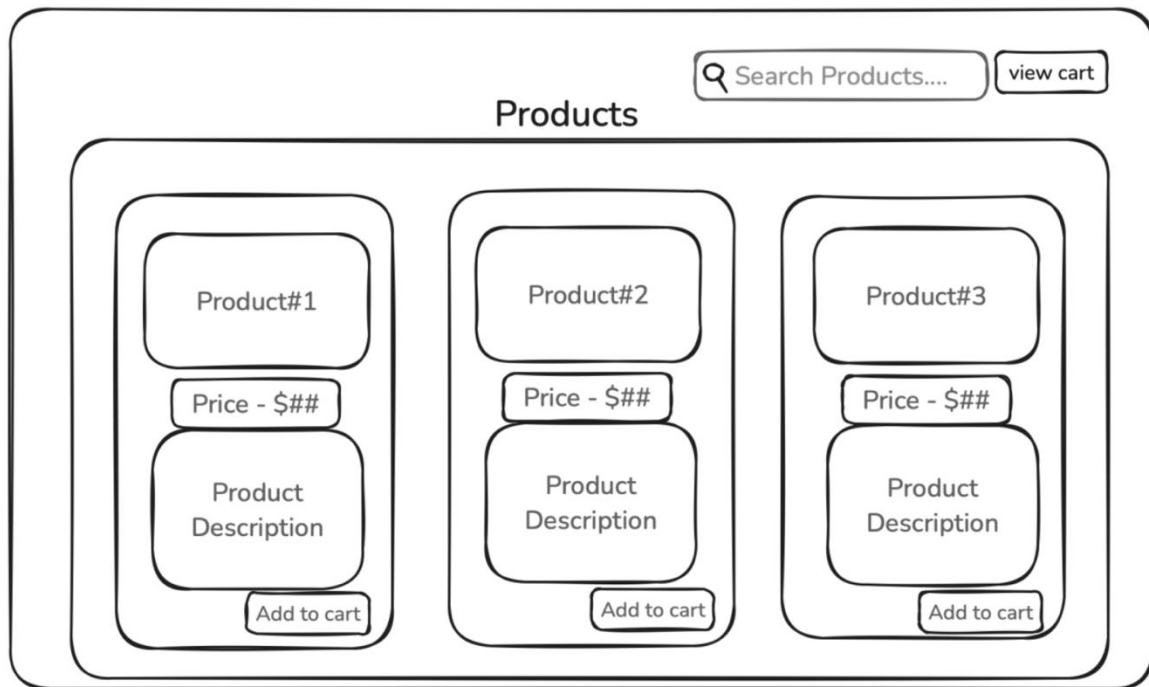 Search Products....
view cart
Products
Product#1
Price - $##
Product
Description
Add to cart
Product#2
Price - $##
Product
Description
Add to cart
Product#3
Price - $##
Product
Description
Add to cart